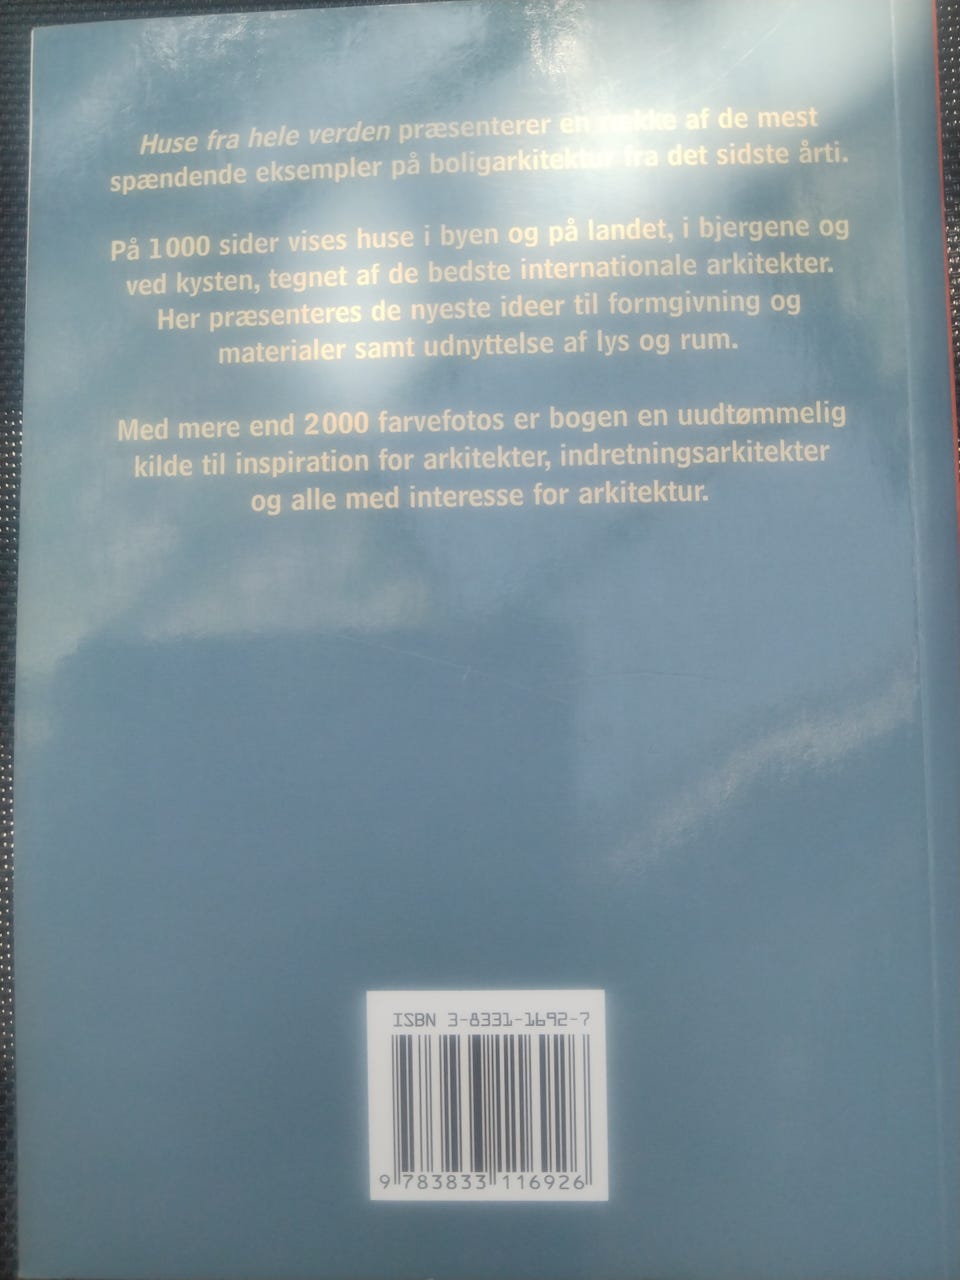 Huse fra hele verden præsenterer en række af de mest
spændende eksempler på boligarkitektur fra det sidste årti.
På 1000 sider vises huse i byen og på landet, i bjergene og
ved kysten, tegnet af de bedste internationale arkitekter.
Her præsenteres de nyeste ideer til formgivning og
materialer samt udnyttelse af lys og rum.
Med mere end 2000 farvefotos er bogen en uudtømmelig
kilde til inspiration for arkitekter, indretningsarkitekter
og alle med interesse for arkitektur.
ISBN 3-8331-1692-7
9 783833 116926